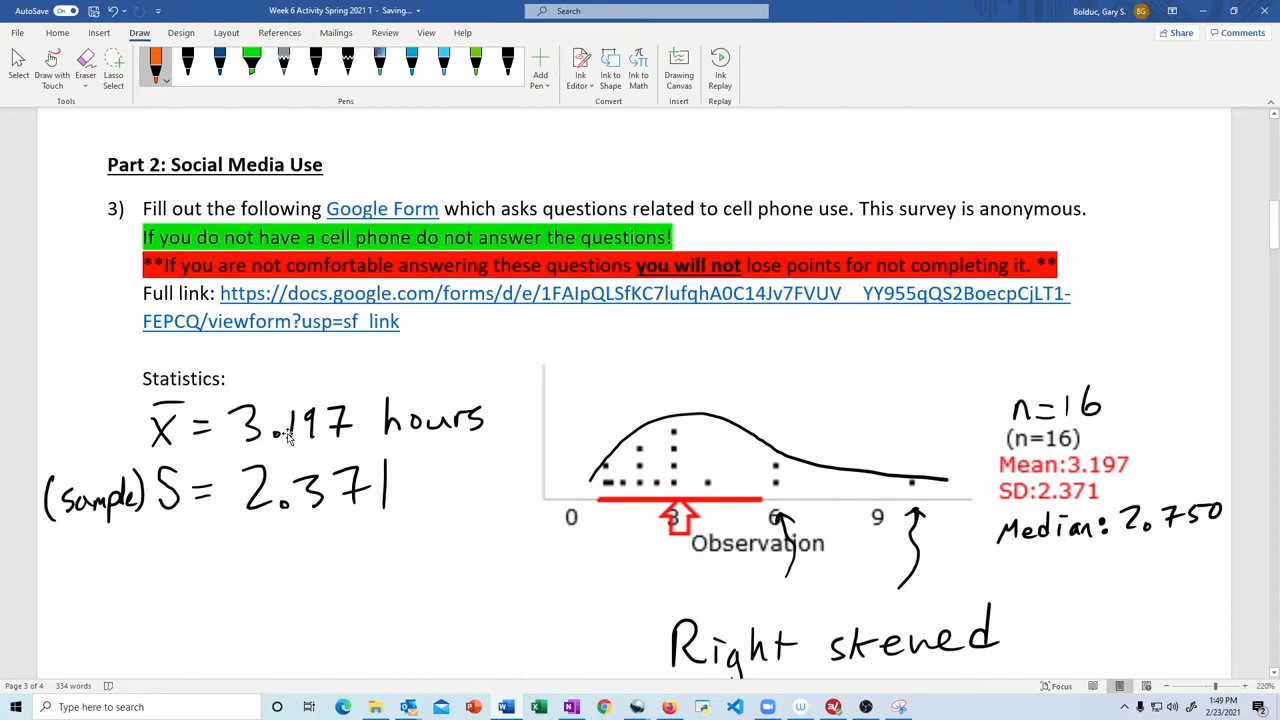 AutoSave On
Week 6 Activity Spring 2021 T - Saving...
Search
Bolduc, Gary S.
BG
File Home Insert Draw Design Layout References Mailings Review View Help
Share Comments
Select
Draw with Touch
Eraser
Lasso Select
Add Pen
Ink Editor
Ink to Shape
Ink to Math
Drawing Canvas
Ink Replay
Tools Pens Convert Insert Replay
Part 2: Social Media Use
3) Fill out the following Google Form which asks questions related to cell phone use. This survey is anonymous.
If you do not have a cell phone do not answer the questions!
**If you are not comfortable answering these questions you will not lose points for not completing it. **
Full link: https://docs.google.com/forms/d/e/1FAIpQLSfKC7lufqhA0C14Jv7FVUV__YY955qQS2BoecpCjLT1-
FEPCQ/viewform?usp=sf_link
Statistics:
x̅ = 3.197 hours
(sample) S = 2.371
n=16
(n=16)
Mean:3.197
SD:2.371
Median: 2.750
0 3 6 9
Observation
Right skewed
Page 3 of 4 334 words
Focus
220%
Type here to search
1:49 PM
2/23/2021